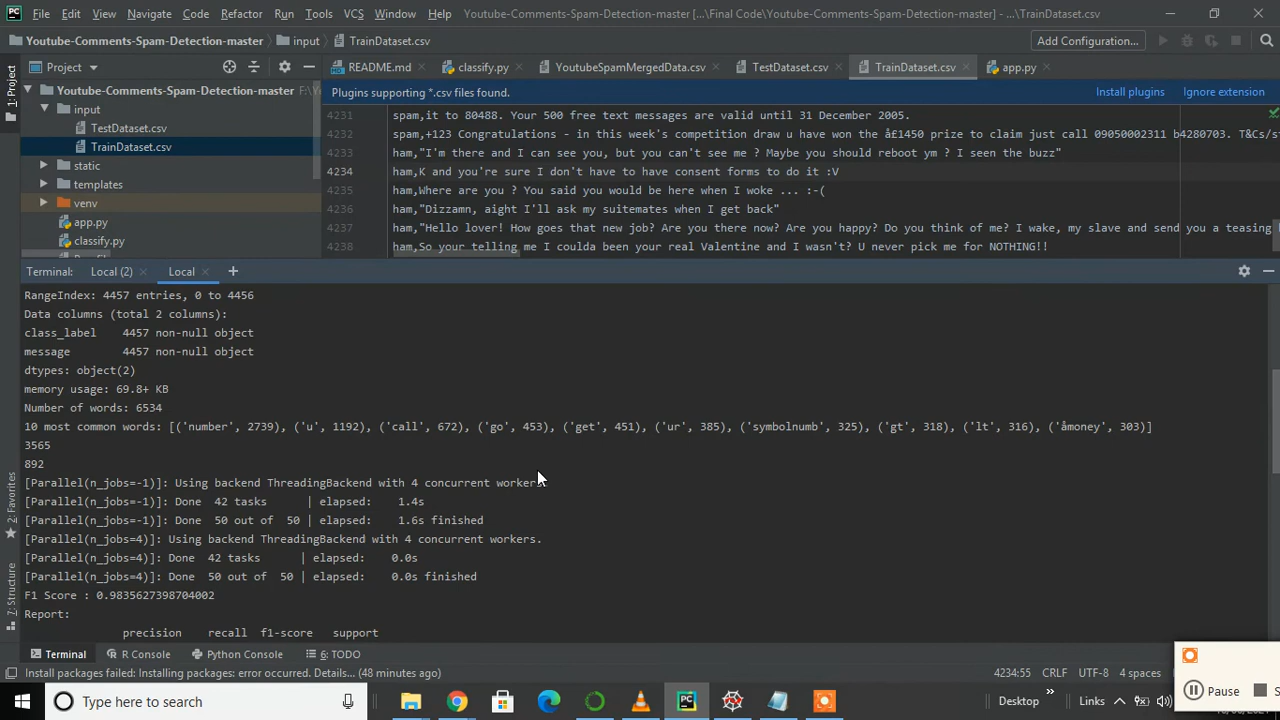 File Edit View Navigate Code Refactor Run Tools VCS Window Help Youtube-Comments-Spam-Detection-master [...\Final Code\Youtube-Comments-Spam-Detection-master] - ...\TrainDataset.csv
Youtube-Comments-Spam-Detection-master input TrainDataset.csv Add Configuration...
1: Project
Project README.md classify.py YoutubeSpamMergedData.csv TestDataset.csv TrainDataset.csv app.py
Youtube-Comments-Spam-Detection-master
input
TestDataset.csv
TrainDataset.csv
static
templates
venv
app.py
classify.py
Plugins supporting *.csv files found. Install plugins Ignore extension
4231 spam,it to 80488. Your 500 free text messages are valid until 31 December 2005.
4232 spam,+123 Congratulations - in this week's competition draw u have won the å£1450 prize to claim just call 09050002311 b4280703. T&Cs/s
4233 ham,"I'm there and I can see you, but you can't see me ? Maybe you should reboot ym ? I seen the buzz"
4234 ham,K and you're sure I don't have to have consent forms to do it :V
4235 ham,Where are you ? You said you would be here when I woke ... :-(
4236 ham,"Dizzamn, aight I'll ask my suitemates when I get back"
4237 ham,"Hello lover! How goes that new job? Are you there now? Are you happy? Do you think of me? I wake, my slave and send you a teasing
4238 ham,So your telling me I coulda been your real Valentine and I wasn't? U never pick me for NOTHING!!
Terminal: Local (2) Local
RangeIndex: 4457 entries, 0 to 4456
Data columns (total 2 columns):
class_label 4457 non-null object
message 4457 non-null object
dtypes: object(2)
memory usage: 69.8+ KB
Number of words: 6534
10 most common words: [('number', 2739), ('u', 1192), ('call', 672), ('go', 453), ('get', 451), ('ur', 385), ('symbolnumb', 325), ('gt', 318), ('lt', 316), ('åmoney', 303)]
3565
892
[Parallel(n_jobs=-1)]: Using backend ThreadingBackend with 4 concurrent workers.
[Parallel(n_jobs=-1)]: Done 42 tasks | elapsed: 1.4s
[Parallel(n_jobs=-1)]: Done 50 out of 50 | elapsed: 1.6s finished
[Parallel(n_jobs=4)]: Using backend ThreadingBackend with 4 concurrent workers.
[Parallel(n_jobs=4)]: Done 42 tasks | elapsed: 0.0s
[Parallel(n_jobs=4)]: Done 50 out of 50 | elapsed: 0.0s finished
F1 Score : 0.9835627398704002
Report:
precision recall f1-score support
2: Favorites
7: Structure
Terminal R Console Python Console 6: TODO
Install packages failed: Installing packages: error occurred. Details... (48 minutes ago) 4234:55 CRLF UTF-8 4 spaces
Pause S
Type here to search Desktop Links